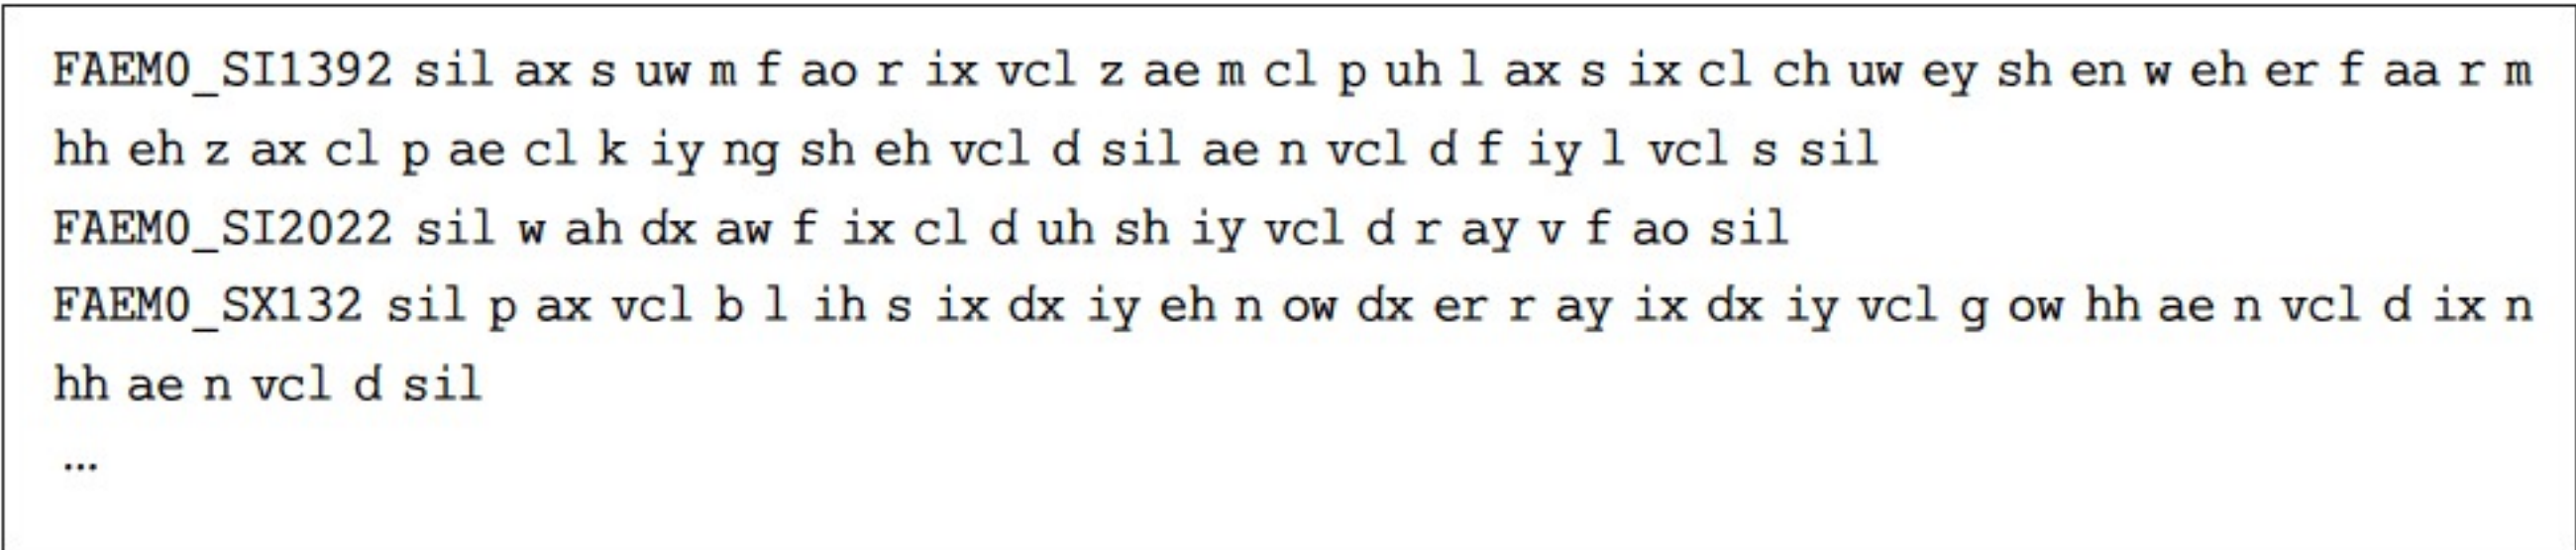 FAEM0_SI1392 sil ax s uw m f ao r ix vcl z ae m cl p uh l ax s ix cl ch uw ey sh en w eh er f aa r m
hh eh z ax cl p ae cl k iy ng sh eh vcl d sil ae n vcl d f iy l vcl s sil
FAEM0_SI2022 sil w ah dx aw f ix cl d uh sh iy vcl d r ay v f ao sil
FAEM0_SX132 sil p ax vcl b l ih s ix dx iy eh n ow dx er r ay ix dx iy vcl g ow hh ae n vcl d ix n
hh ae n vcl d sil
…